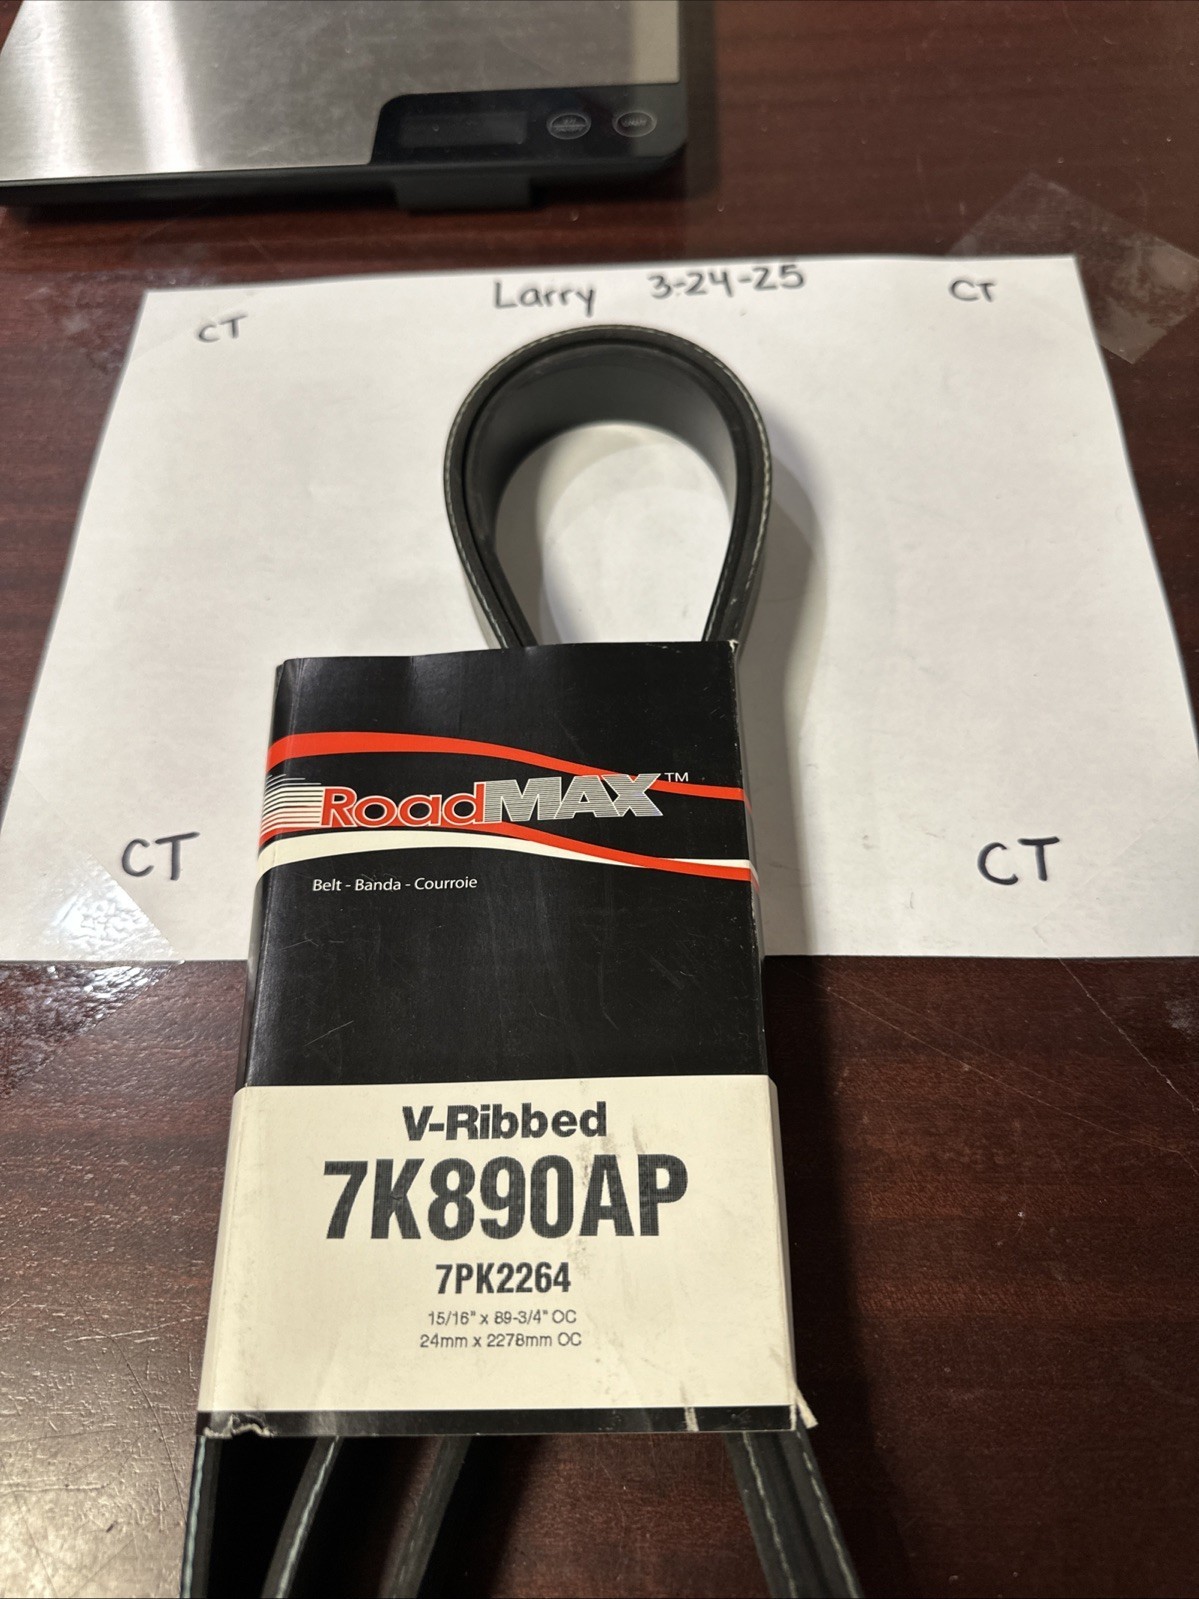 Larry 3-24-25
CT
CT
RoadMAX™
CT
CT
Belt - Banda - Courroie
V-Ribbed
7K890AP
7PK2264
15/16" x 89-3/4" OC
24mm x 2278mm OC